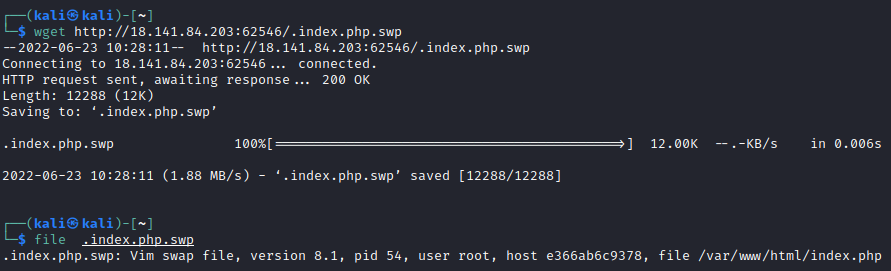 ┌──(kali㉿kali)-[~]
└─$ wget http://18.141.84.203:62546/.index.php.swp
--2022-06-23 10:28:11--  http://18.141.84.203:62546/.index.php.swp
Connecting to 18.141.84.203:62546... connected.
HTTP request sent, awaiting response... 200 OK
Length: 12288 (12K)
Saving to: ‘.index.php.swp’
.index.php.swp 100%[===================================================>] 12.00K --.-KB/s in 0.006s
2022-06-23 10:28:11 (1.88 MB/s) - ‘.index.php.swp’ saved [12288/12288]
┌──(kali㉿kali)-[~]
└─$ file  .index.php.swp
.index.php.swp: Vim swap file, version 8.1, pid 54, user root, host e366ab6c9378, file /var/www/html/index.php